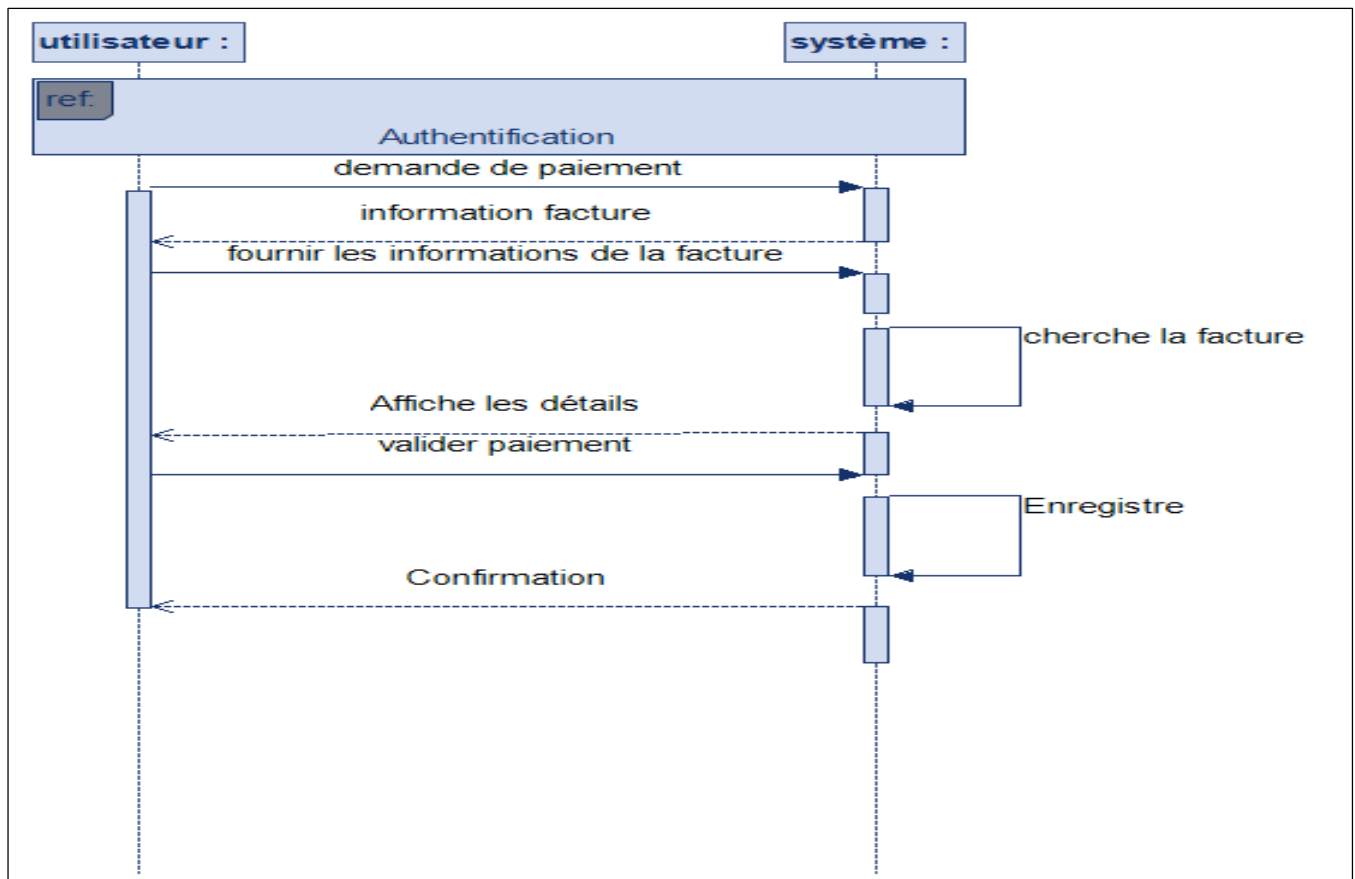 utilisateur :
système :
ref:
Authentification
demande de paiement
information facture
fournir les informations de la facture
cherche la facture
Affiche les détails
valider paiement
Enregistre
Confirmation